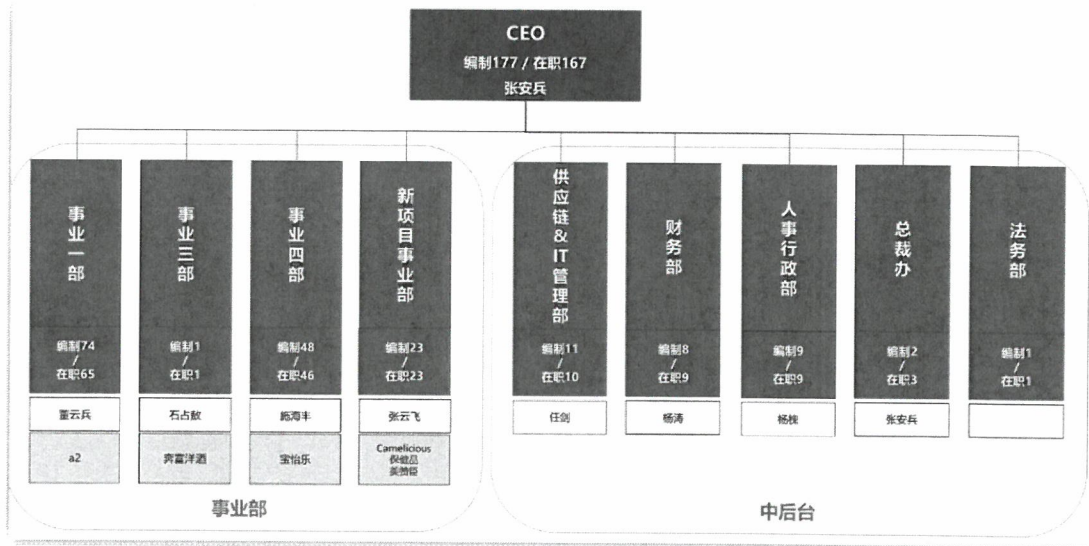 CEO
编制177 / 在职167
张安兵
事业一部
编制74
/
在职65
董云兵
a2
事业三部
编制1
/
在职1
石占敖
奔富洋酒
事业四部
编制48
/
在职46
施海丰
宝怡乐
新项目事业部
编制23
/
在职23
张云飞
Camelicious
保健品
美赞臣
事业部
供应链&IT管理部
编制11
/
在职10
任剑
财务部
编制8
/
在职9
杨涛
人事行政部
编制9
/
在职9
杨槐
总裁办
编制2
/
在职3
张安兵
法务部
编制1
/
在职1
中后台